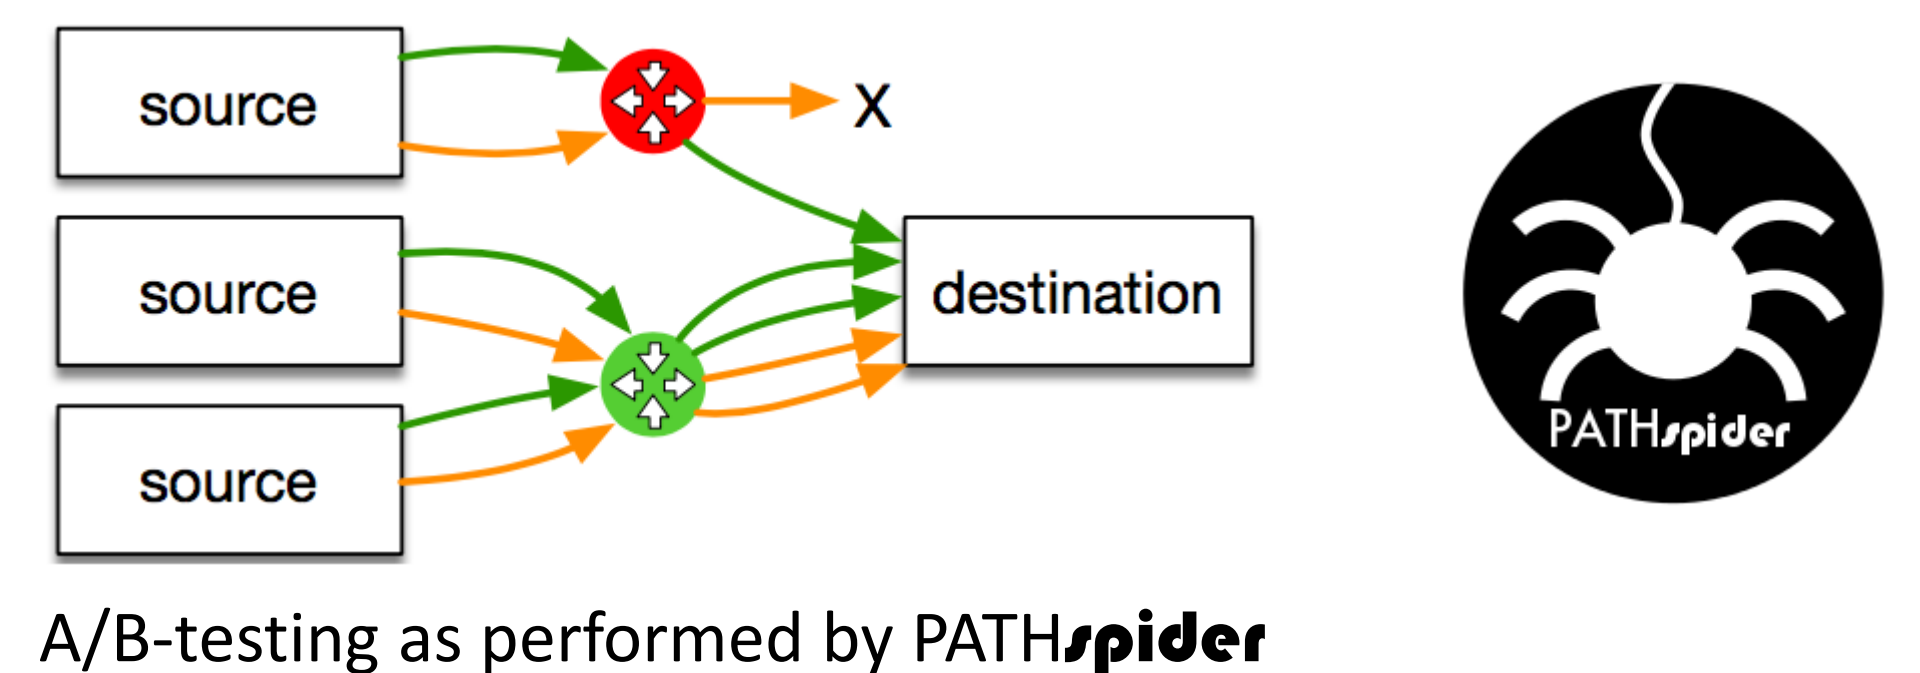 source
X
source
destination
source
PATHspider
A/B-testing as performed by PATHspider